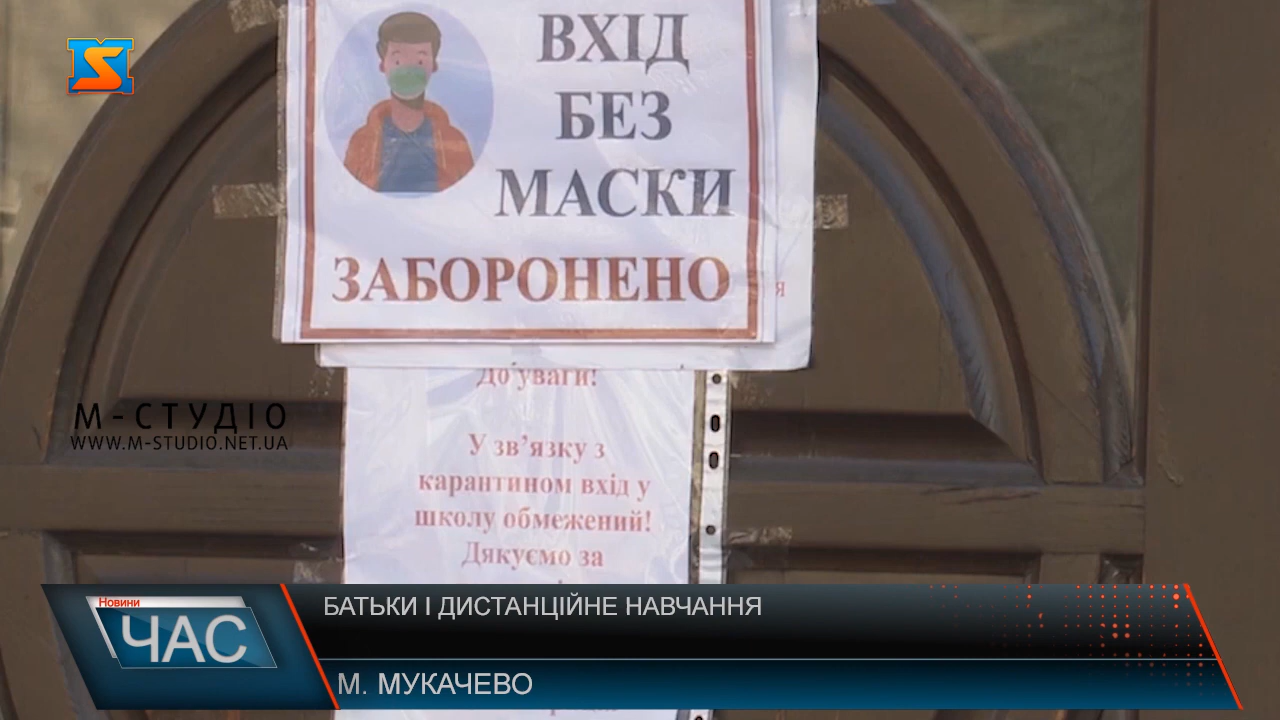 ВХІД
БЕЗ
МАСКИ
ЗАБОРОНЕНО
я
До уваги!
У зв’язку з
карантином вхід у
школу обмежений!
Дякуємо за
М-СТУДІО
WWW.M-STUDIO.NET.UA
Новини
ЧАС
БАТЬКИ І ДИСТАНЦІЙНЕ НАВЧАННЯ
М. МУКАЧЕВО